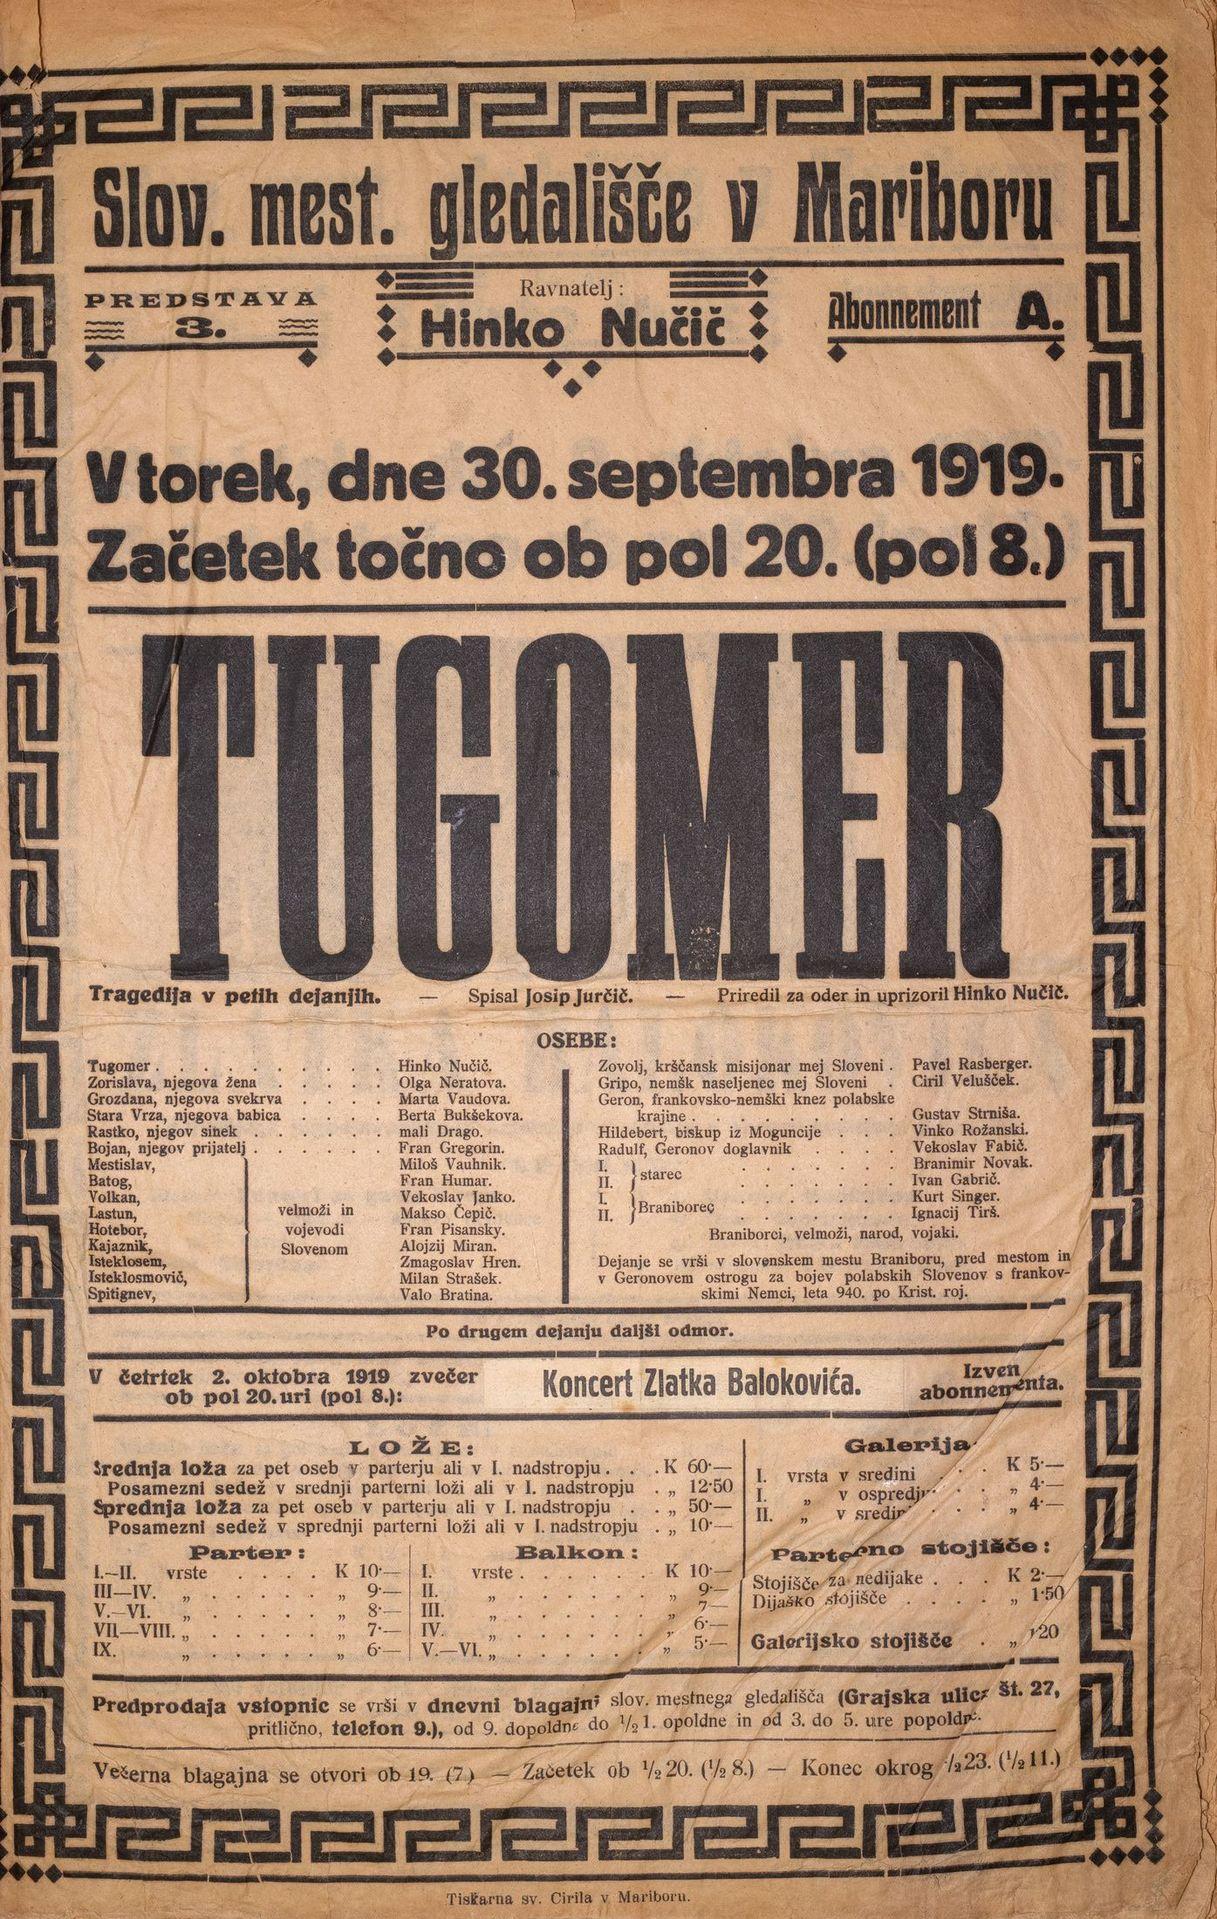 Slov. mest. gledališče v Mariboru
PREDSTAVA
3.
Ravnatelj:
Hinko Nučič
Abonnement A.
V torek, dne 30. septembra 1919.
Začetek točno ob pol 20. (pol 8.)
TUGOMER
Tragedija v petih dejanjih. — Spisal Josip Jurčič. — Priredil za oder in uprizoril Hinko Nučič.
OSEBE:
Tugomer . . . . . . . . . . Hinko Nučič.
Zorislava, njegova žena . . . . . Olga Neratova.
Grozdana, njegova svekrva . . . . Marta Vaudova.
Stara Vrza, njegova babica . . . . Berta Bukšekova.
Rastko, njegov sinek . . . . . . mali Drago.
Bojan, njegov prijatelj . . . . . . Fran Gregorin.
Mestislav, Miloš Vauhnik.
Batog, Fran Humar.
Volkan, Vekoslav Janko.
Lastun, velmoži in Makso Čepič.
Hotebor, vojevodi Fran Pisansky.
Kajaznik, Slovenom Alojzij Miran.
Isteklosem, Zmagoslav Hren.
Isteklosmovič, Milan Strašek.
Spitignev, Valo Bratina.
Zovolj, krščansk misijonar mej Sloveni . Pavel Rasberger.
Gripo, nemšk naseljenec mej Sloveni . Ciril Velušček.
Geron, frankovsko-nemški knez polabske
krajine . . . . . . . . . . Gustav Strniša.
Hildebert, biskup iz Moguncije . . . Vinko Rožanski.
Radulf, Geronov doglavnik . . . . Vekoslav Fabič.
I. } starec . . . . . . . Branimir Novak.
II. } . . . . . . . Ivan Gabrič.
I. } Braniborec . . . . . . . Kurt Singer.
II. } . . . . . . . Ignacij Tirš.
Braniborci, velmoži, narod, vojaki.
Dejanje se vrši v slovenskem mestu Braniboru, pred mestom in
v Geronovem ostrogu za bojev polabskih Slovenov s frankov-
skimi Nemci, leta 940. po Krist. roj.
Po drugem dejanju daljši odmor.
V četrtek 2. oktobra 1919 zvečer
ob pol 20. uri (pol 8.):
Koncert Zlatka Balokovića.
Izven
abonnementa.
LOŽE:
Srednja loža za pet oseb v parterju ali v I. nadstropju . . . K 60·—
Posamezni sedež v srednji parterni loži ali v I. nadstropju . „ 12·50
Sprednja loža za pet oseb v parterju ali v I. nadstropju . . „ 50·—
Posamezni sedež v sprednji parterni loži ali v I. nadstropju . „ 10·—
Parter:
I.—II. vrste . . . . K 10·—
III—IV. „ . . . . . „ 9·—
V.—VI. „ . . . . . „ 8·—
VII—VIII. „ . . . . . „ 7·—
IX. „ . . . . . „ 6·—
Balkon:
I. vrste . . . . . K 10·—
II. „ . . . . . . „ 9·—
III. „ . . . . . . „ 7·—
IV. „ . . . . . . „ 6·—
V.—VI. „ . . . . . . „ 5·—
Galerija
I. vrsta v sredini . . . K 5·—
I. „ v ospredju . . . „ 4·—
II. „ v sredini . . . „ 4·—
Parterno stojišče:
Stojišče za nedijake . . . K 2·—
Dijaško stojišče . . . . „ 1·50
Galerijsko stojišče . „ 1·20
Predprodaja vstopnic se vrši v dnevni blagajni slov. mestnega gledališča (Grajska ulica št. 27,
pritlično, telefon 9.), od 9. dopoldne do ½1. opoldne in od 3. do 5. ure popoldne.
Večerna blagajna se otvori ob 19. (7.) — Začetek ob ½20. (½8.) — Konec okrog ½23. (½11.)
Tiskarna sv. Cirila v Mariboru.